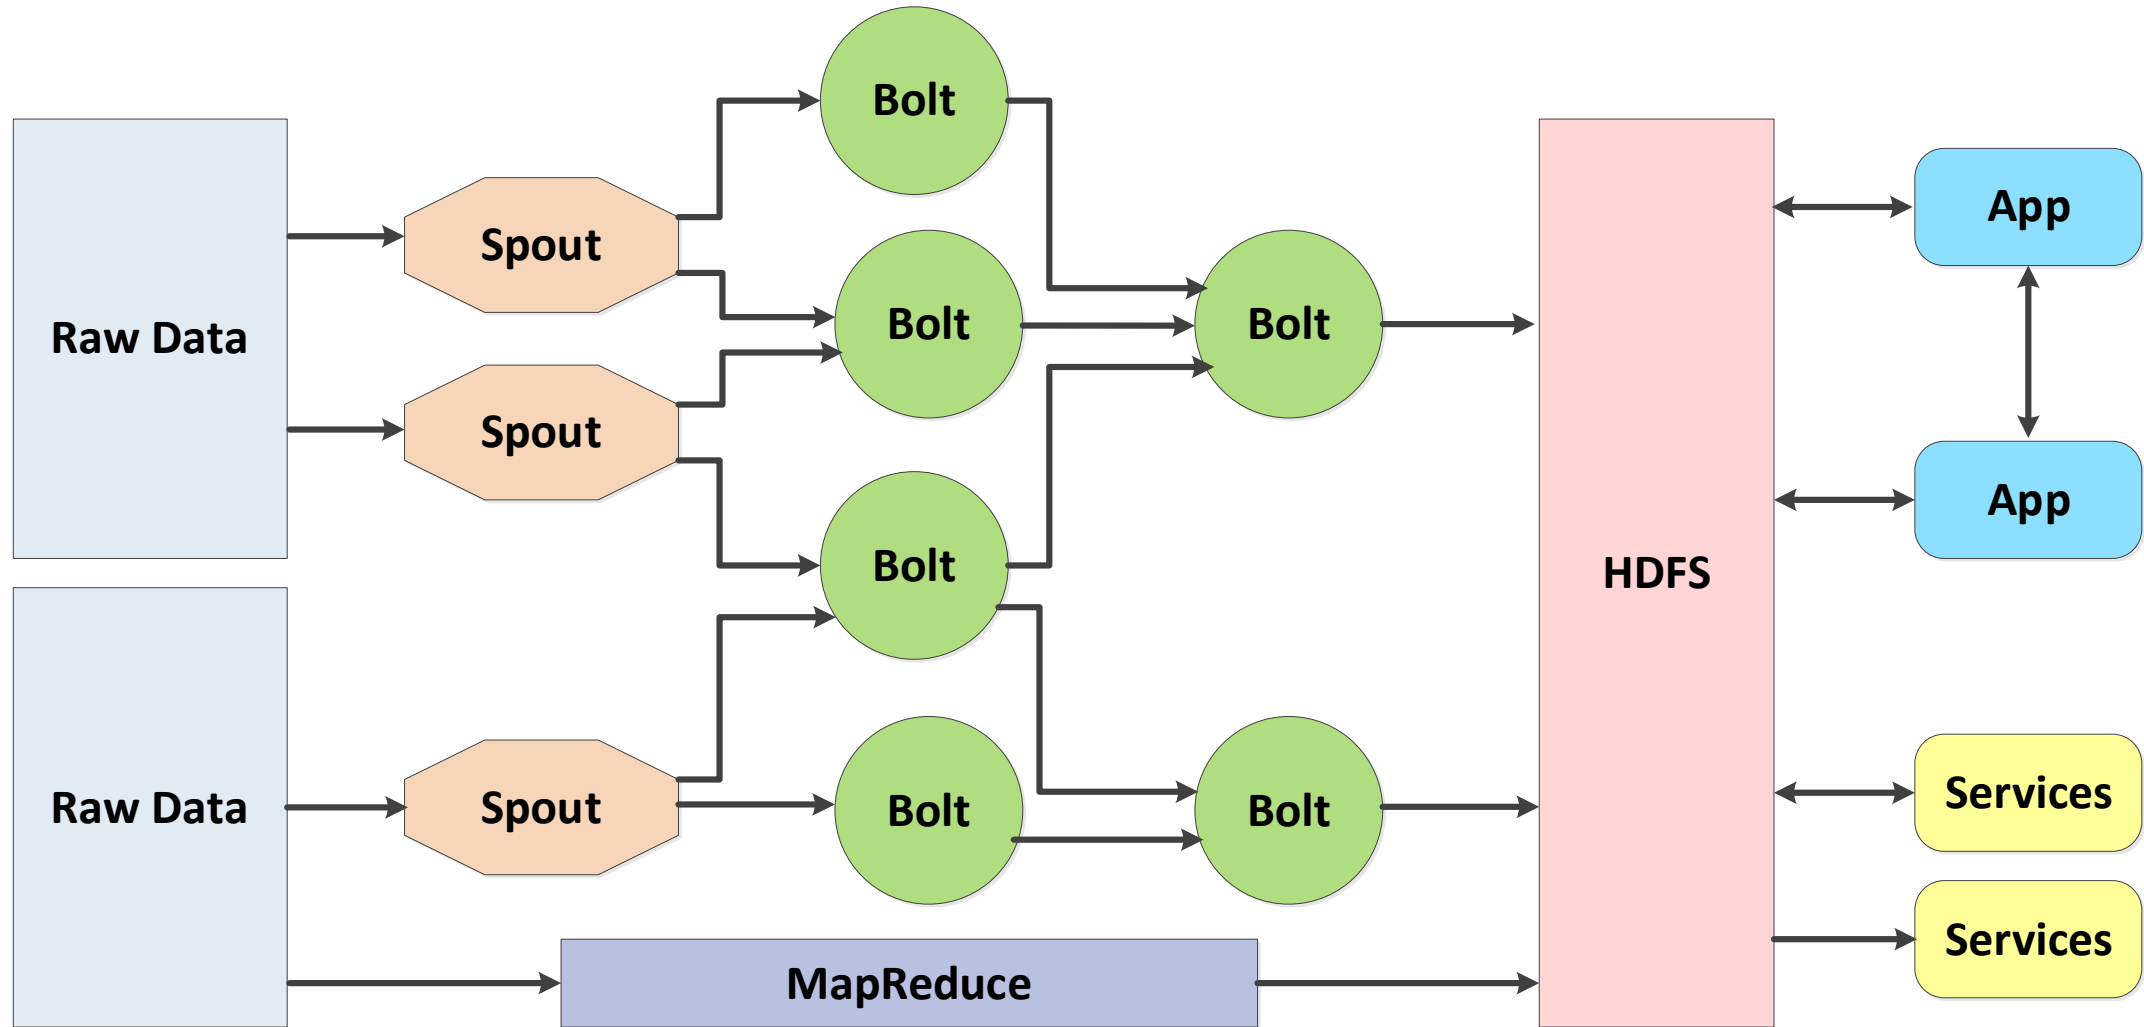 Bolt
App
Spout
Raw Data
Bolt
Bolt
Spout
App
Bolt
HDFS
Raw Data
Spout
Bolt
Bolt
Services
Services
MapReduce